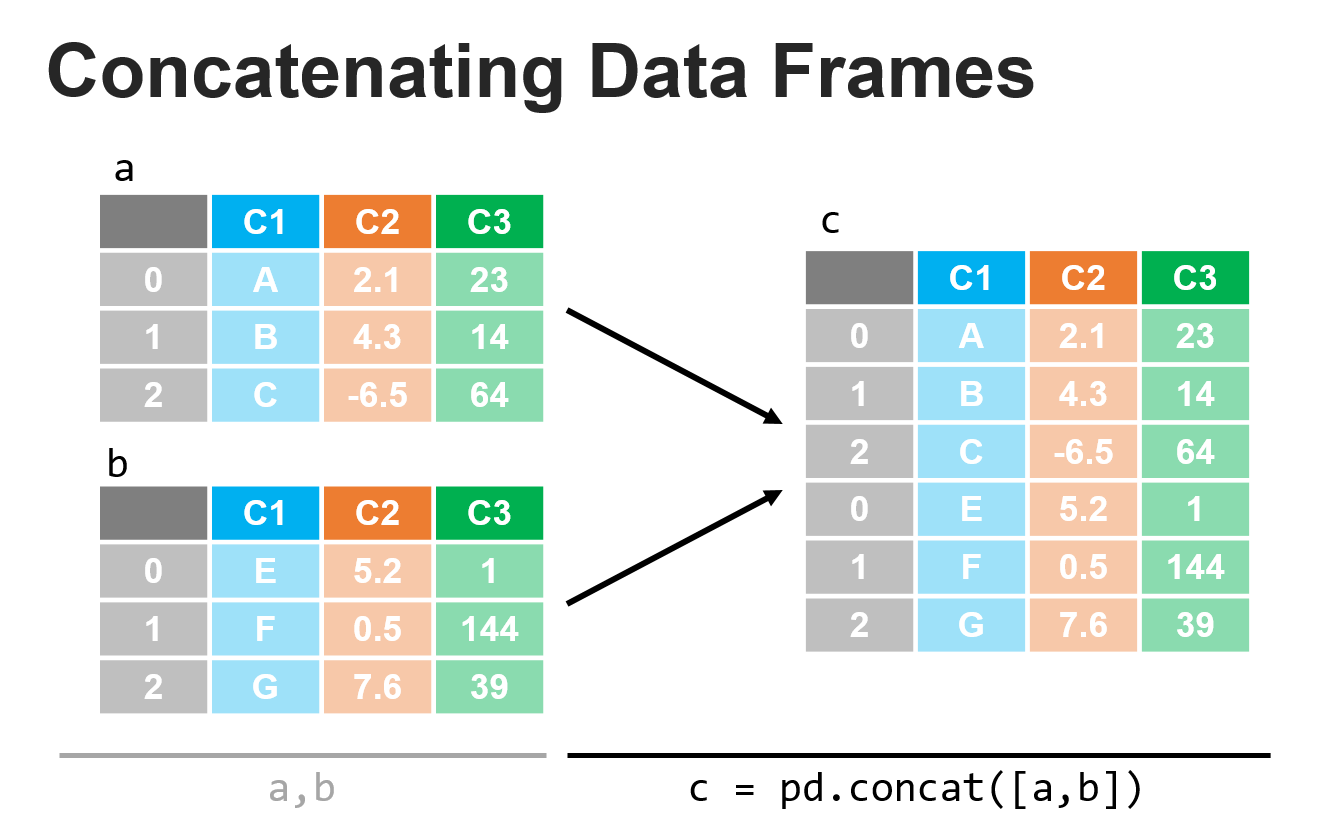 Concatenating Data Frames
a
C1 C2 C3
0 A 2.1 23
1 B 4.3 14
2 C -6.5 64
b
C1 C2 C3
0 E 5.2 1
1 F 0.5 144
2 G 7.6 39
c
C1 C2 C3
0 A 2.1 23
1 B 4.3 14
2 C -6.5 64
0 E 5.2 1
1 F 0.5 144
2 G 7.6 39
a,b
c = pd.concat([a,b])